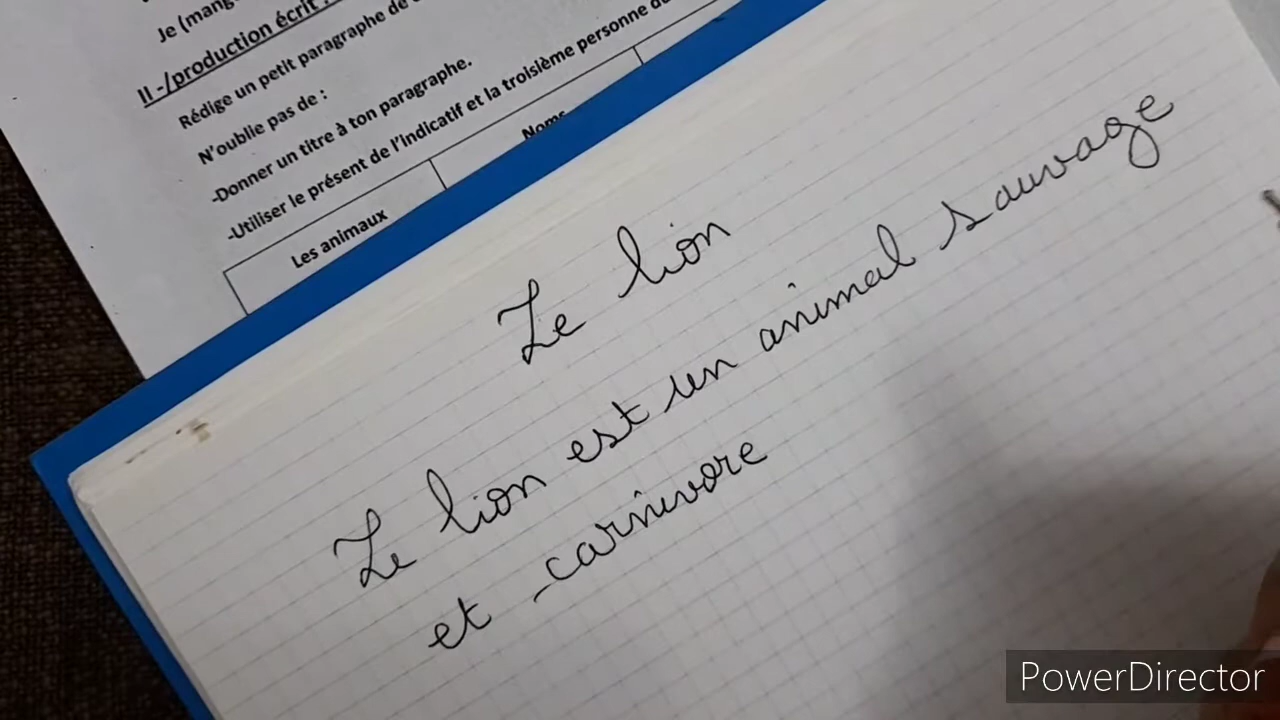 Je (mang
II -/production écrit :
Rédige un petit paragraphe de
N'oublie pas de :
-Donner un titre à ton paragraphe.
-Utiliser le présent de l'indicatif et la troisième personne du
Les animaux
Noms
Le lion
Le lion est un animal sauvage
et carnivore
PowerDirector